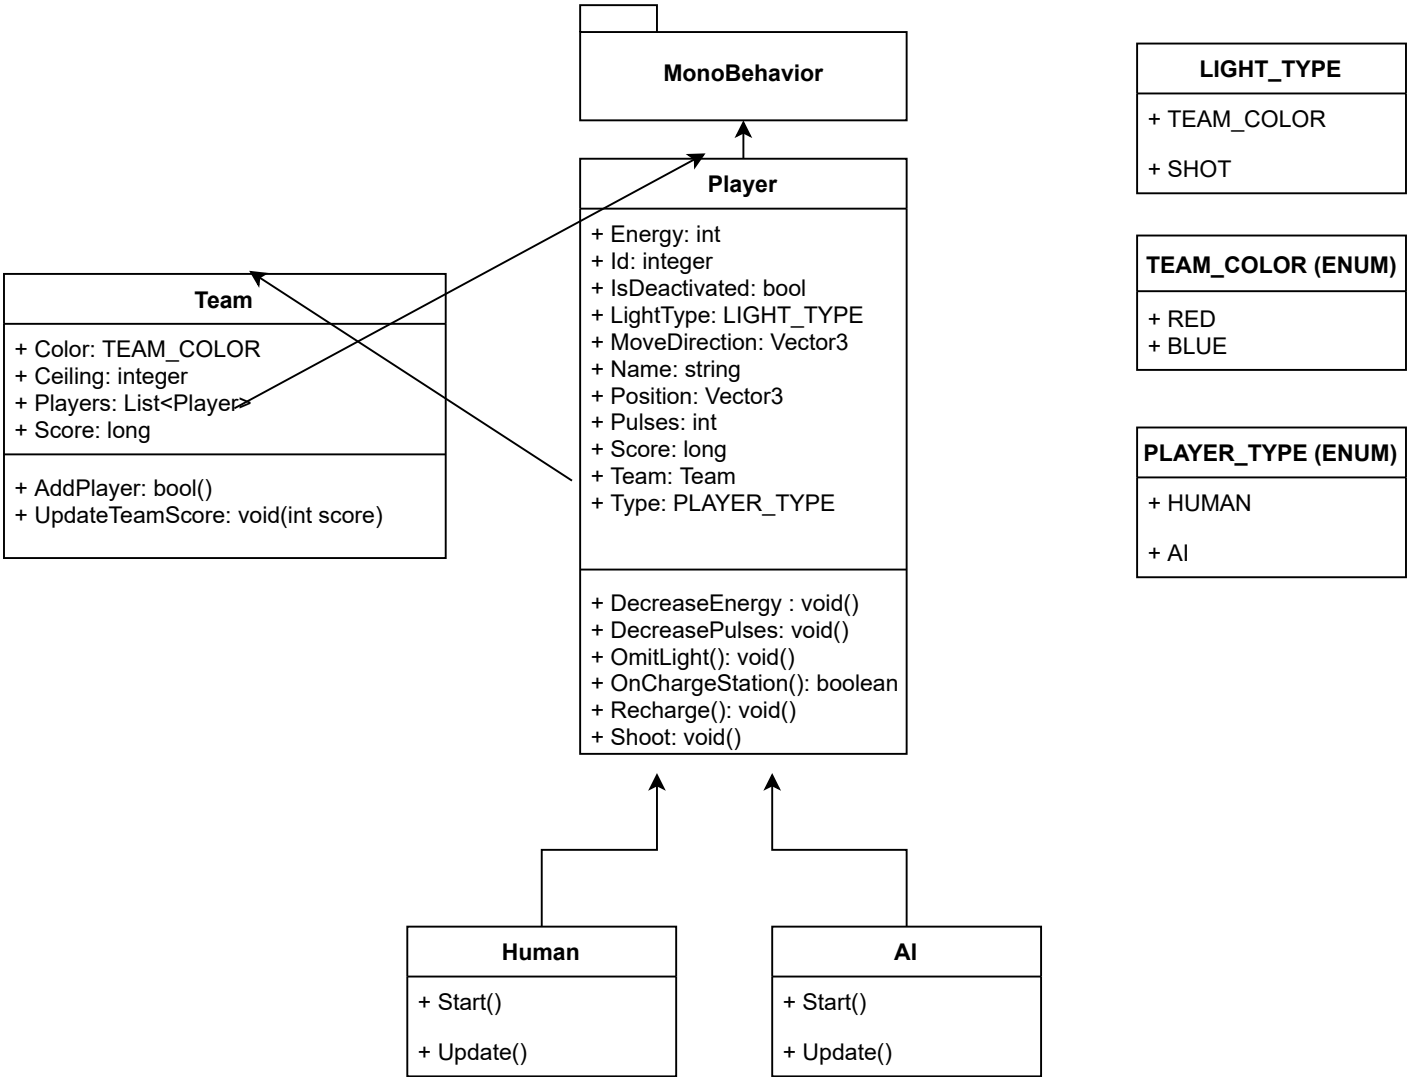 MonoBehavior
LIGHT_TYPE
+ TEAM_COLOR
+ SHOT
Player
+ Energy: int
+ Id: integer
+ IsDeactivated: bool
+ LightType: LIGHT_TYPE
+ MoveDirection: Vector3
+ Name: string
+ Position: Vector3
+ Pulses: int
+ Score: long
+ Team: Team
+ Type: PLAYER_TYPE
+ DecreaseEnergy : void()
+ DecreasePulses: void()
+ OmitLight(): void()
+ OnChargeStation(): boolean
+ Recharge(): void()
+ Shoot: void()
TEAM_COLOR (ENUM)
+ RED
+ BLUE
Team
+ Color: TEAM_COLOR
+ Ceiling: integer
+ Players: List<Player>
+ Score: long
+ AddPlayer: bool()
+ UpdateTeamScore: void(int score)
PLAYER_TYPE (ENUM)
+ HUMAN
+ AI
Human
+ Start()
+ Update()
AI
+ Start()
+ Update()